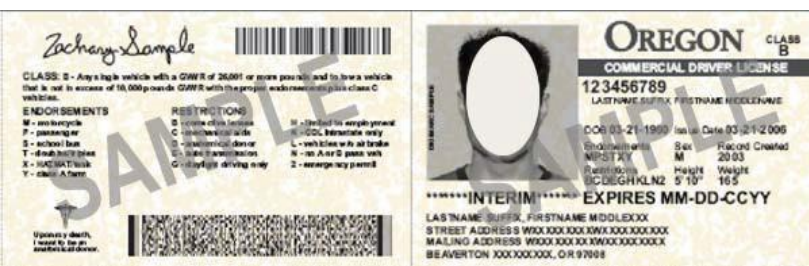 Zachary Sample
CLASS: B - Any single vehicle with a GVWR of 26,001 or more pounds and to tow a vehicle
that is not in excess of 10,000 pounds GVWR with the proper endorsements plus class C
vehicles.
ENDORSEMENTS RESTRICTIONS
M - motorcycle B - corrective lenses H - limited to employment
P - passenger C - mechanical aids K - CDL intrastate only
S - school bus D - anatomical donor L - vehicles w/o air brake
T - double/triples E - auto transmission N - no A or B pass veh
X - HAZMAT/tank G - daylight driving only 2 - emergency permit
Y - class A farm
Upon my death,
I want to be an
anatomical donor.
SAMPLE
OREGON CLASS
B
COMMERCIAL DRIVER LICENSE
123456789
LASTNAME SUFFIX FIRSTNAME MIDDLENAME
DOB 03-21-1960 Issue Date 03-21-2006
Endorsements Sex Record Created
MPSTXY M 2003
Restrictions Height Weight
BCDEGHKLN2 5'10" 165
******INTERIM****** EXPIRES MM-DD-CCYY
LASTNAME SUFFIX, FIRSTNAME MIDDLEXXX
STREET ADDRESS
MAILING ADDRESS
BEAVERTON XXX XXX XXX, OR 97008
SAMPLE